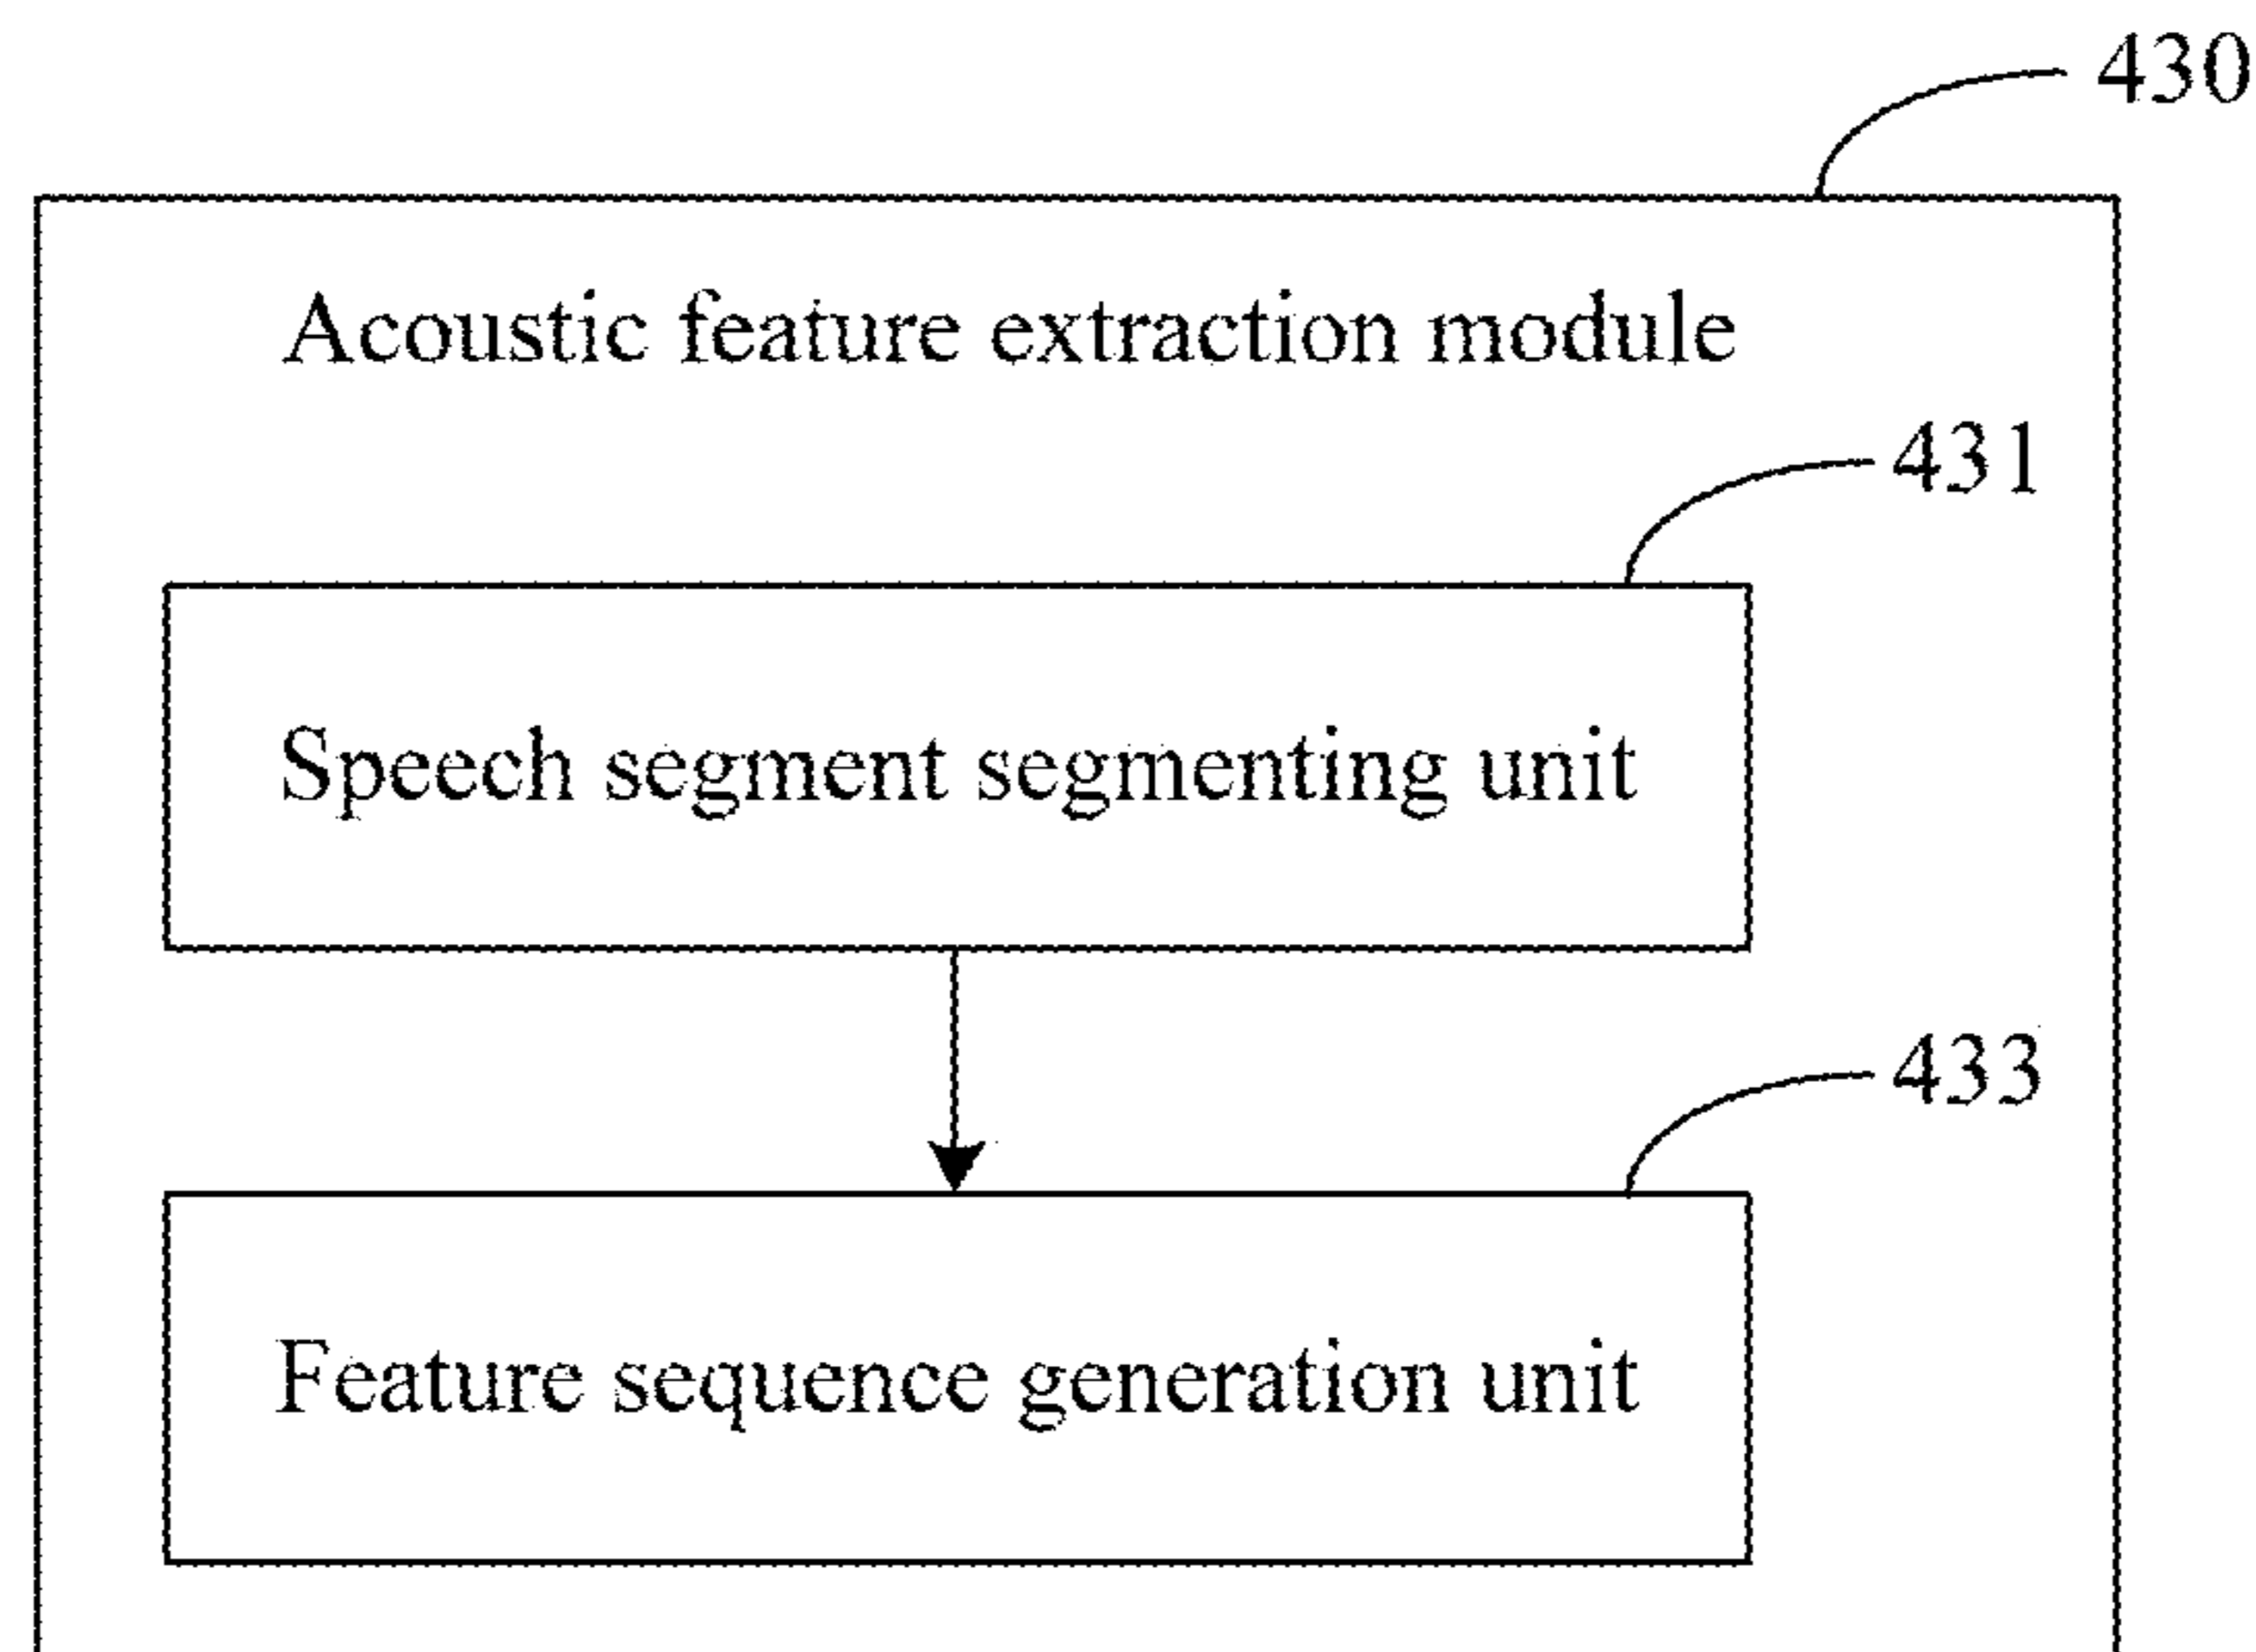 430
Acoustic feature extraction module
431
Speech segment segmenting unit
433
Feature sequence generation unit